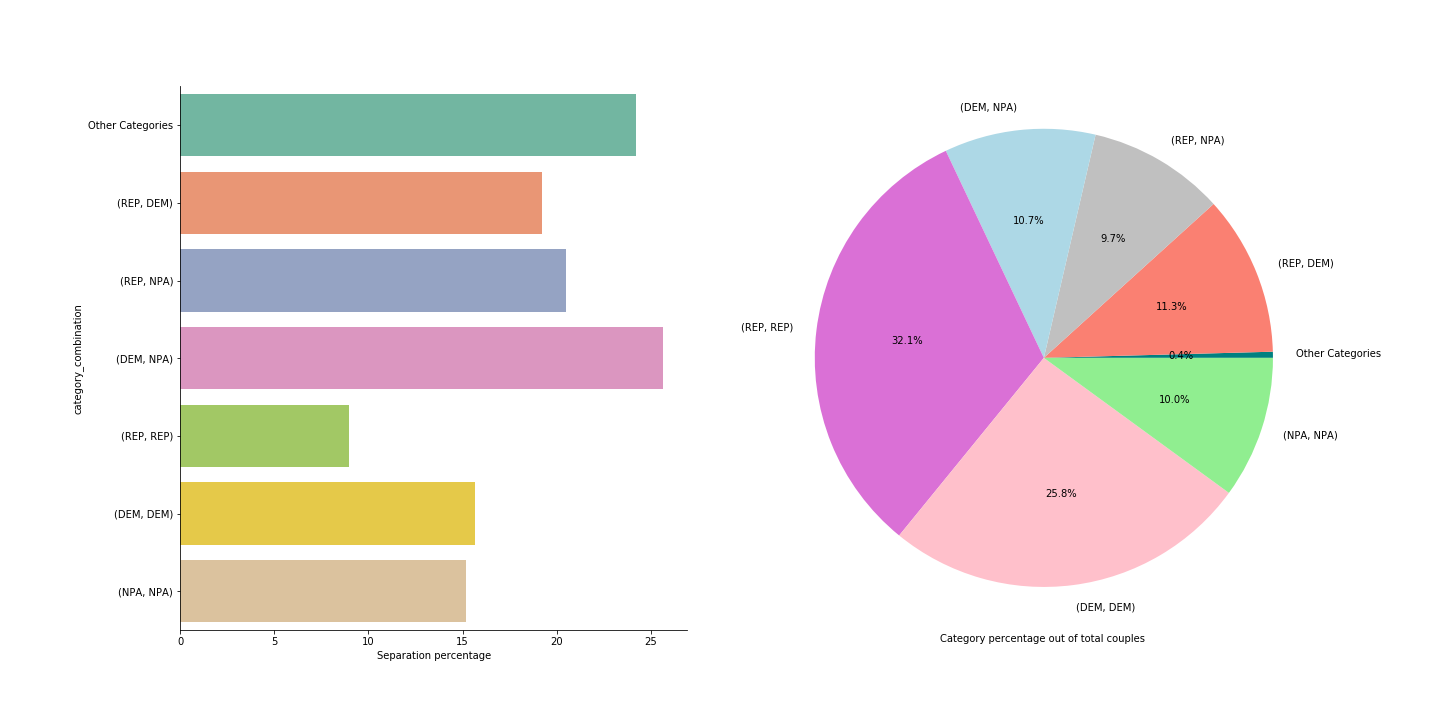 Other Categories
(REP, DEM)
(REP, NPA)
(DEM, NPA)
(REP, REP)
(DEM, DEM)
(NPA, NPA)
category_combination
0 5 10 15 20 25
Separation percentage
(DEM, NPA)
(REP, NPA)
10.7%
9.7%
(REP, DEM)
11.3%
(REP, REP)
32.1%
0.4%
Other Categories
10.0%
(NPA, NPA)
25.8%
(DEM, DEM)
Category percentage out of total couples